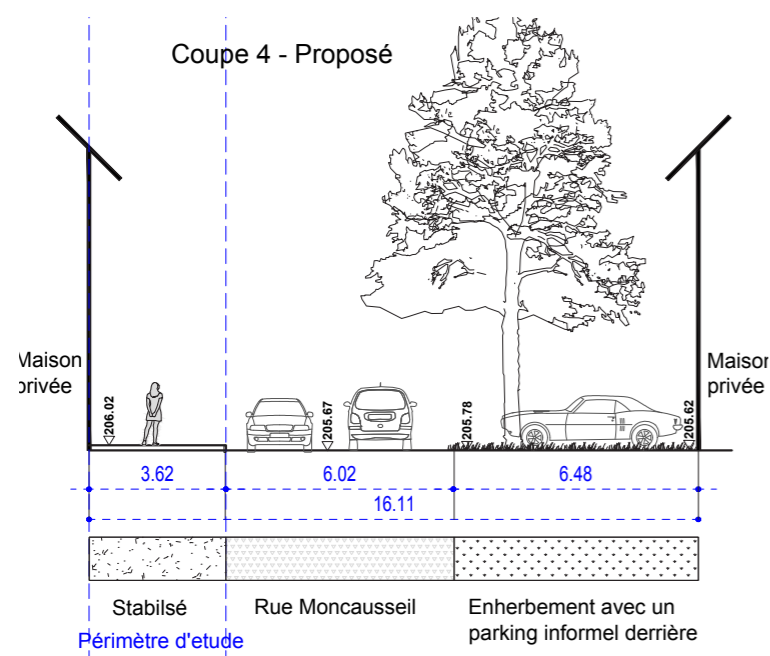 Coupe 4 - Proposé
Maison
privée
Maison
privée
206.02
205.67
205.78
205.62
3.62
6.02
6.48
16.11
Stabilsé
Rue Moncausseil
Enherbement avec un
parking informel derrière
Périmètre d'etude